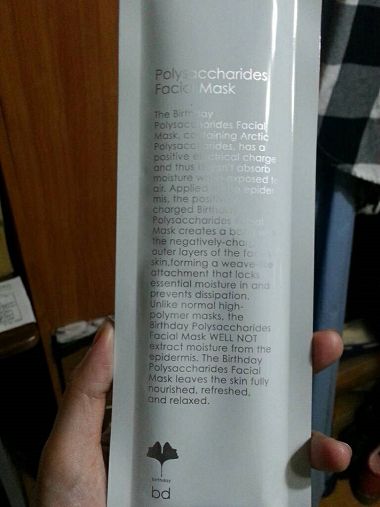 Polysaccharides
Facial Mask
The Birthday
Polysaccharides Facial
Mask, containing Arctic
Polysaccharides, has a
positive electrical charge
and thus doesn't absorb
moisture when exposed to
air. Applied to the epider
mis, the positively
charged Birthday
Polysaccharides Facial
Mask creates a bond with
the negatively-charged
outer layers of the facial
skin,forming a weave-like
attachment that locks
essential moisture in and
prevents dissipation.
Unlike normal high-
polymer masks, the
Birthday Polysaccharides
Facial Mask WELL NOT
extract moisture from the
epidermis. The Birthday
Polysaccharides Facial
Mask leaves the skin fully
nourished, refreshed,
and relaxed.
birthday
bd